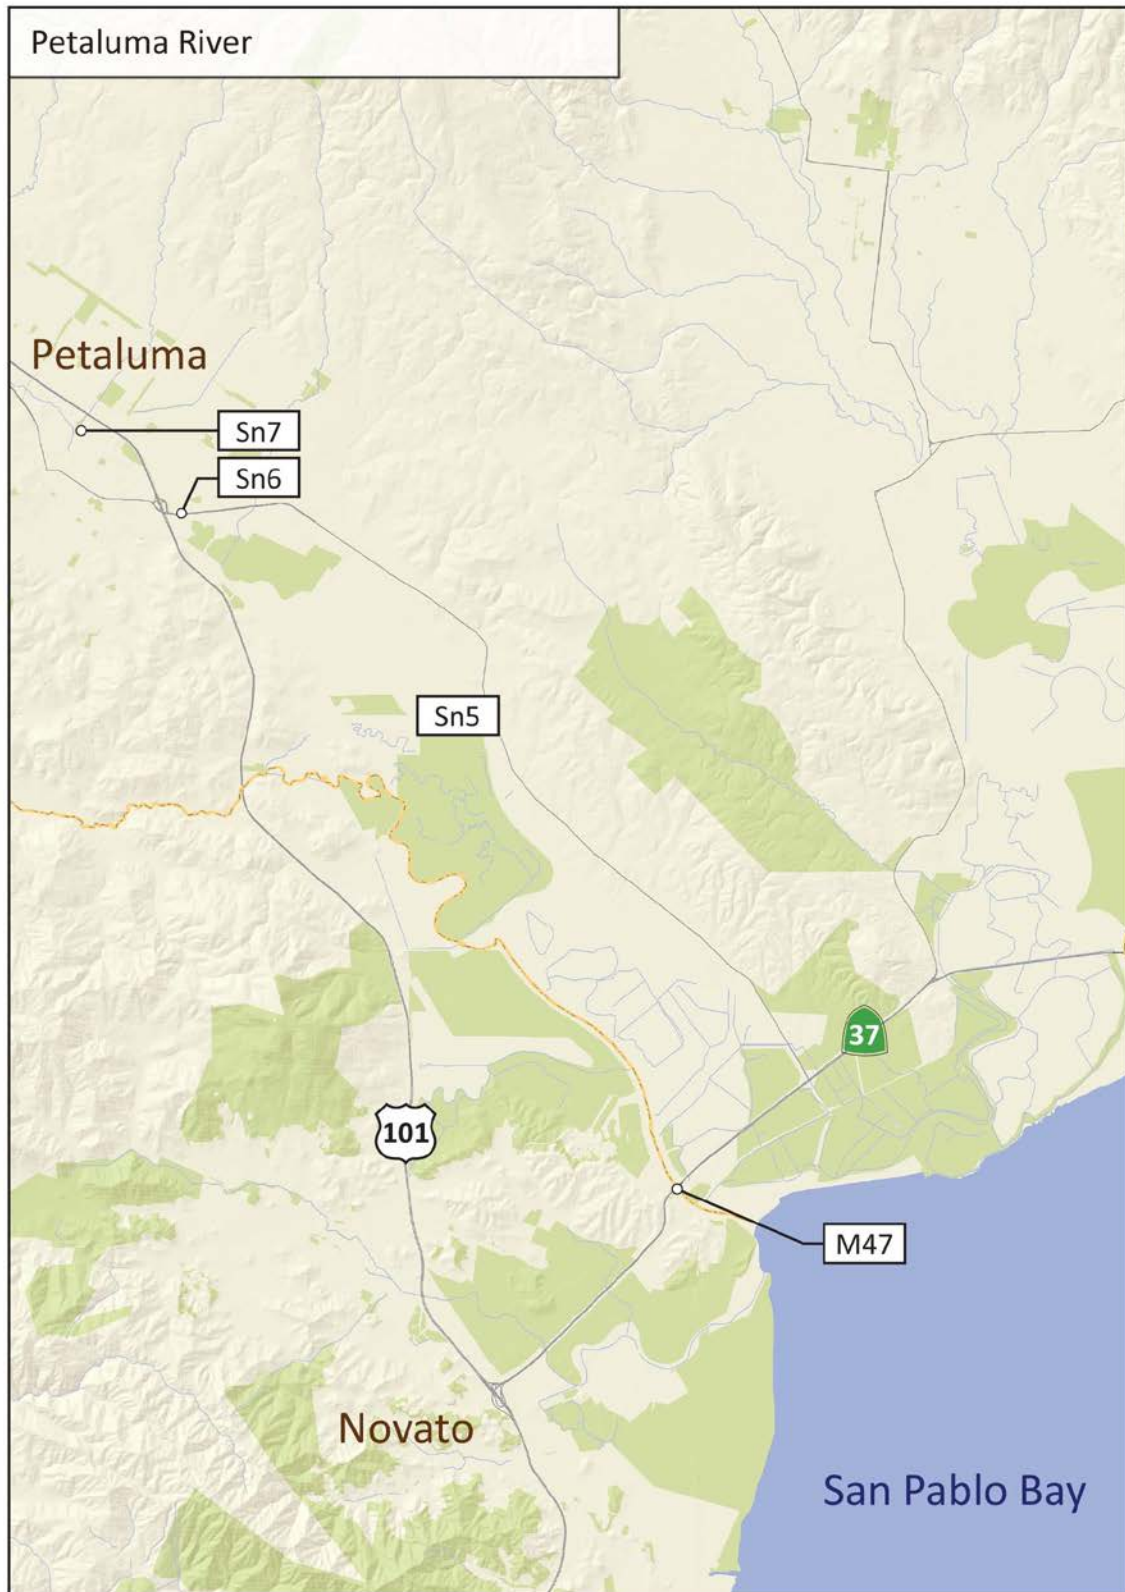 Petaluma River
Petaluma
Sn7
Sn6
Sn5
37
101
M47
Novato
San Pablo Bay